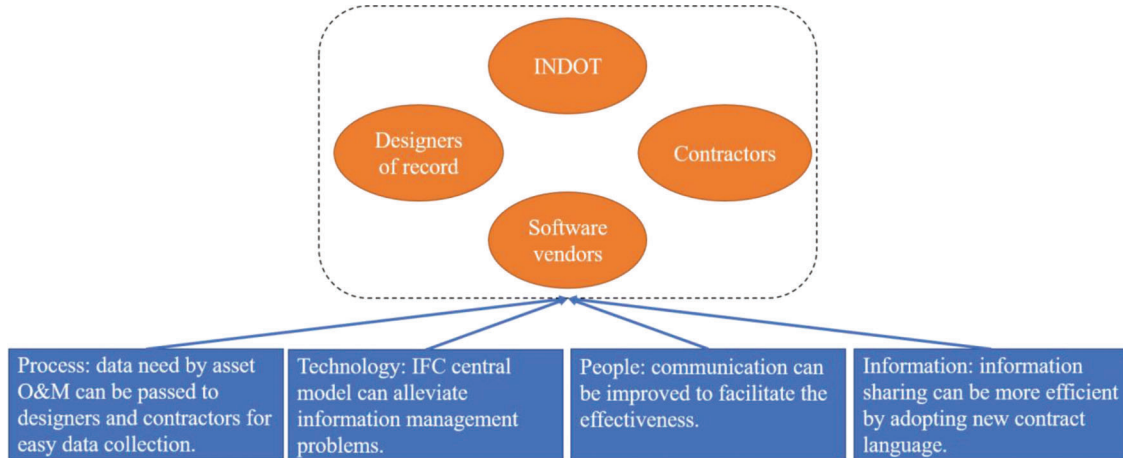 INDOT
Designers
of record
Contractors
Software
vendors
Process: data need by asset
O&M can be passed to
designers and contractors for
easy data collection.
Technology: IFC central
model can alleviate
information management
problems.
People: communication can
be improved to facilitate the
effectiveness.
Information: information
sharing can be more efficient
by adopting new contract
language.